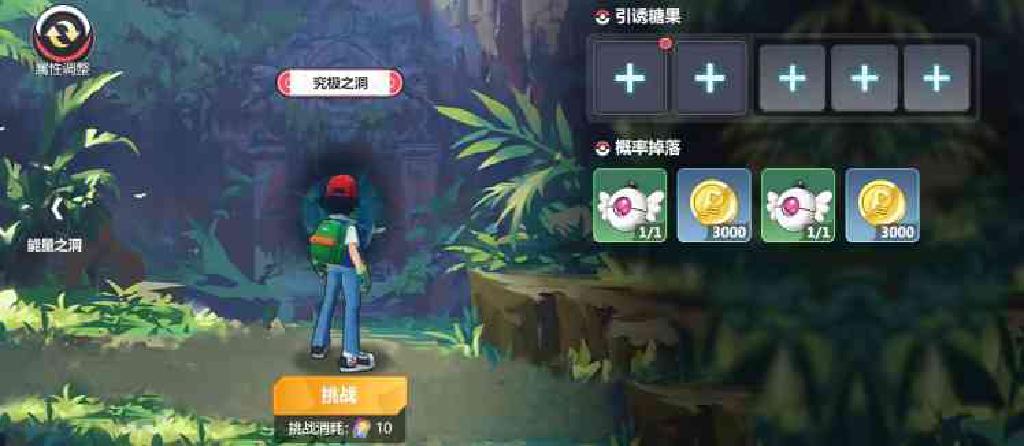 引诱糖果
属性调整
究极之洞
概率掉落
1/1
3000
1/1
3000
能量之洞
挑战
挑战消耗: 10